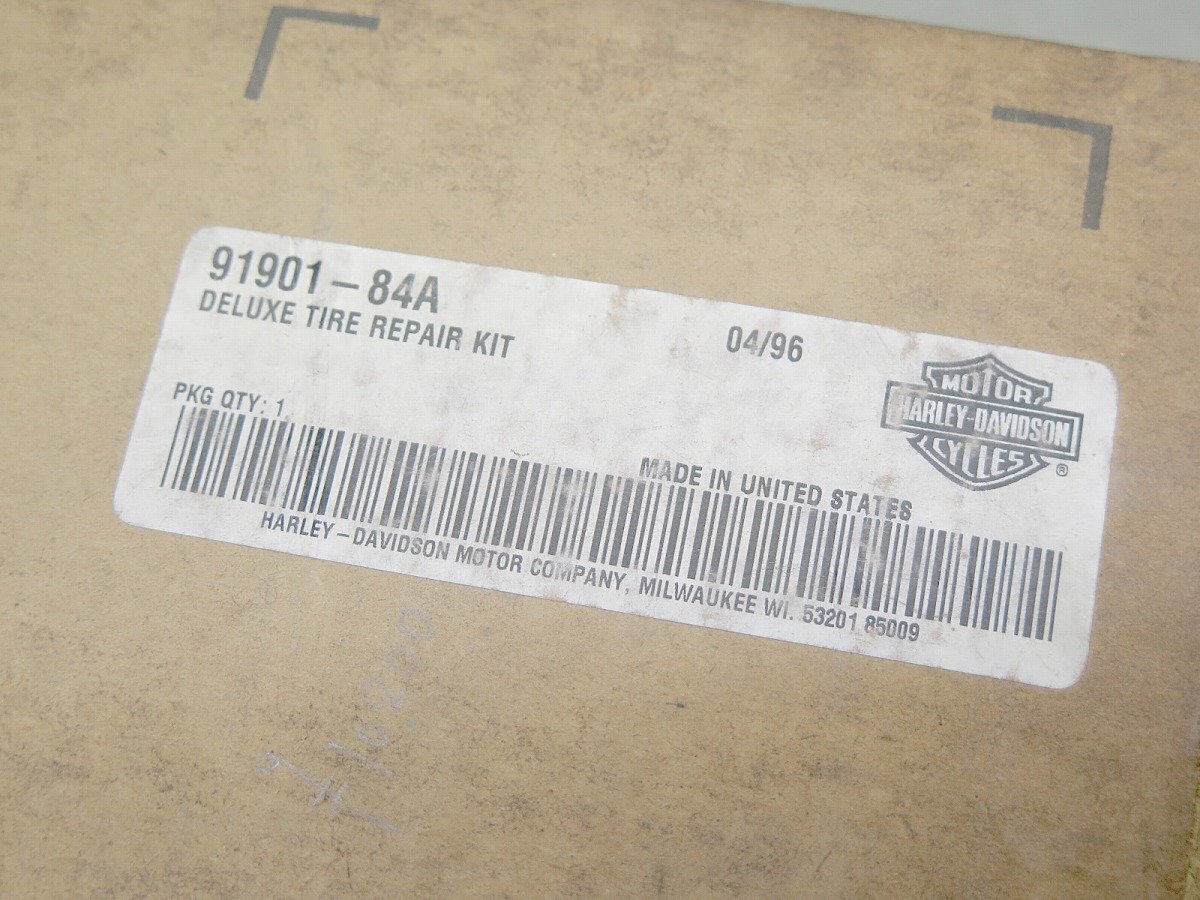 91901-84A
DELUXE TIRE REPAIR KIT
04/96
PKG QTY: 1
MOTOR
HARLEY-DAVIDSON
CYCLES
®
MADE IN UNITED STATES
HARLEY-DAVIDSON MOTOR COMPANY, MILWAUKEE WI. 53201 85009